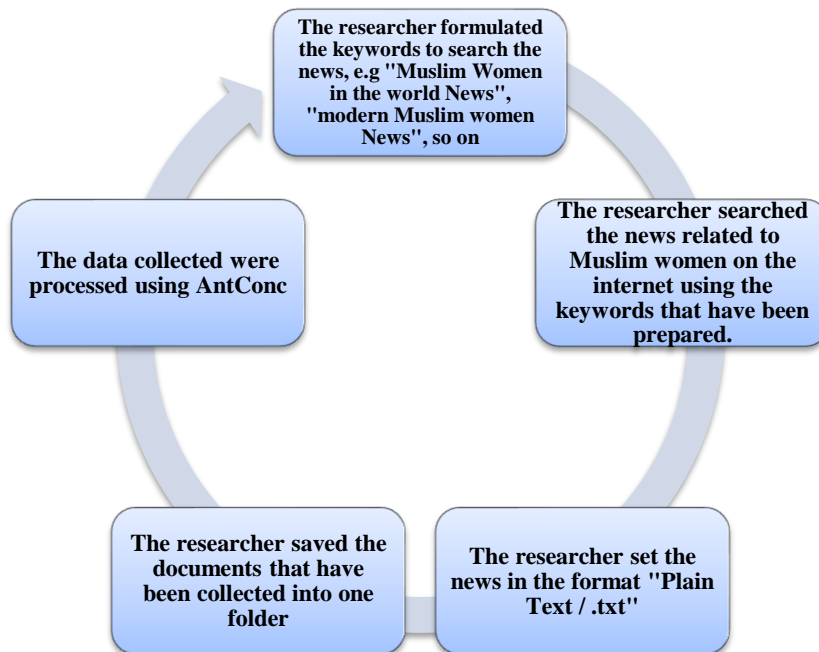 The researcher formulated
the keywords to search the
news, e.g "Muslim Women
in the world News",
"modern Muslim women
News", so on
The researcher searched
the news related to
Muslim women on the
internet using the
keywords that have been
prepared.
The researcher set the
news in the format "Plain
Text / .txt"
The researcher saved the
documents that have
been collected into one
folder
The data collected were
processed using AntConc